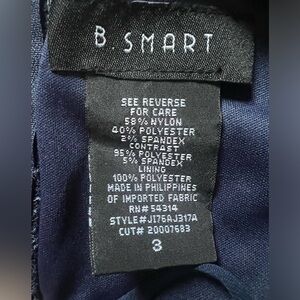 B. SMART
SEE REVERSE
FOR CARE
58% NYLON
40% POLYESTER
2% SPANDEX
CONTRAST
95% POLYESTER
5% SPANDEX
LINING
100% POLYESTER
MADE IN PHILIPPINES
OF IMPORTED FABRIC
RN# 54314
STYLE#JI76AJ317A
CUT# 20007683
3